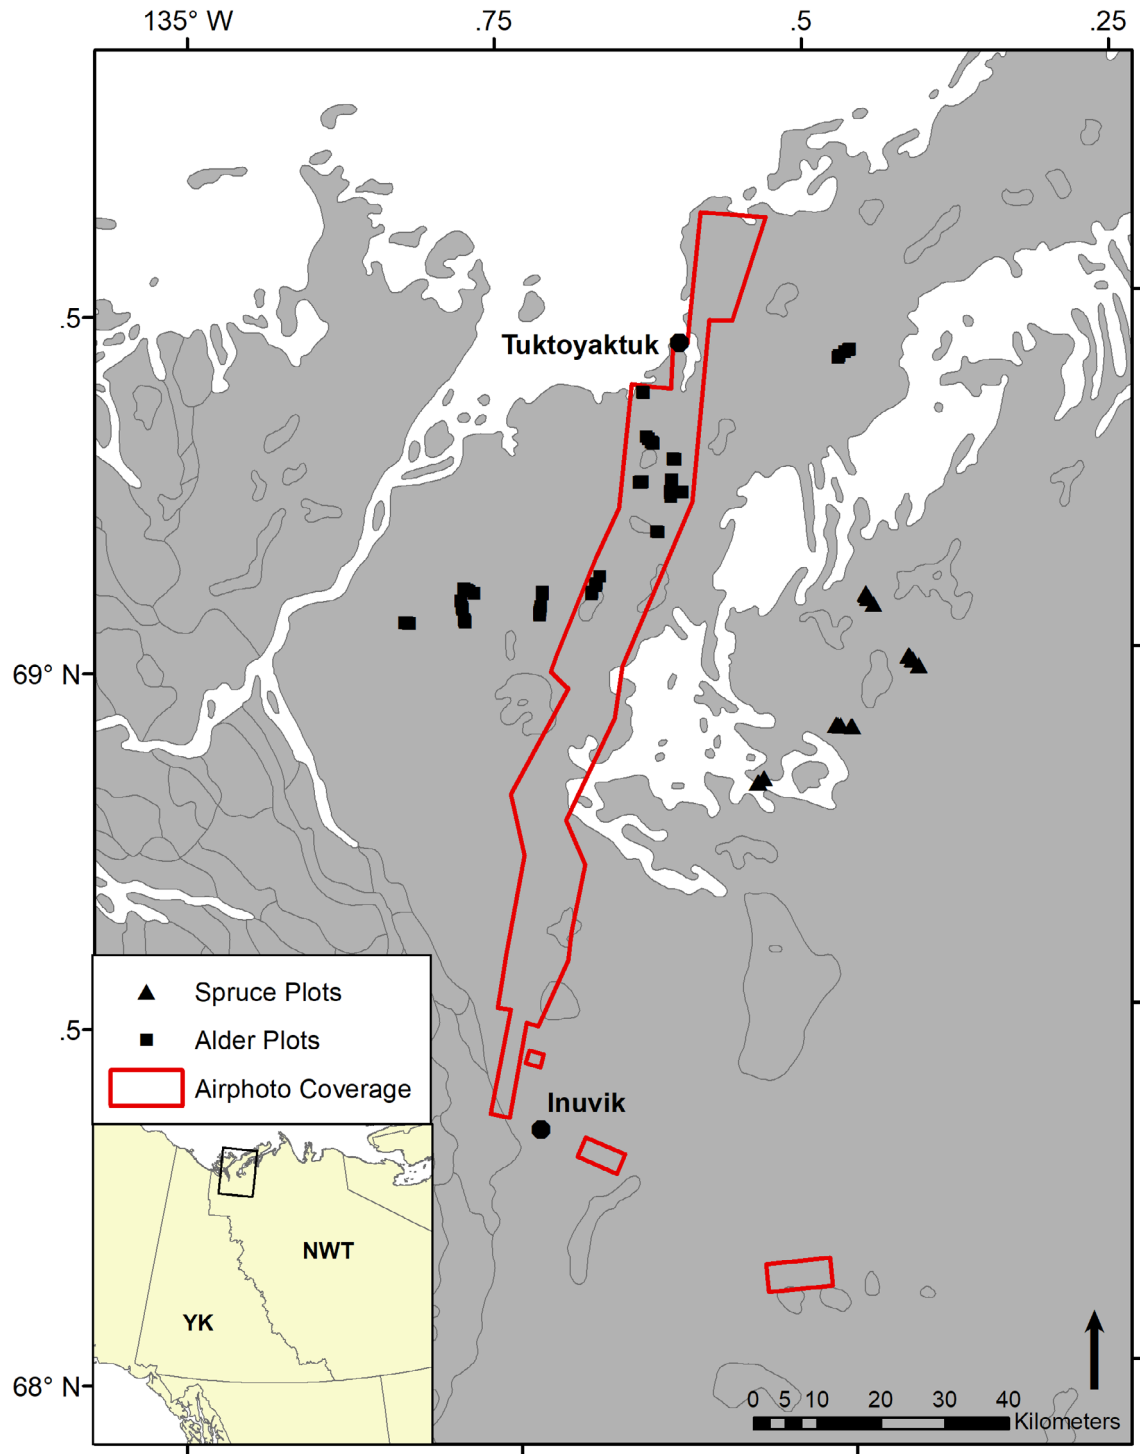 135° W .75 .5 .25
.5
Tuktoyaktuk
69° N
Spruce Plots
Alder Plots
.5
Airphoto Coverage
Inuvik
NWT
YK
68° N
0 5 10 20 30 40
Kilometers